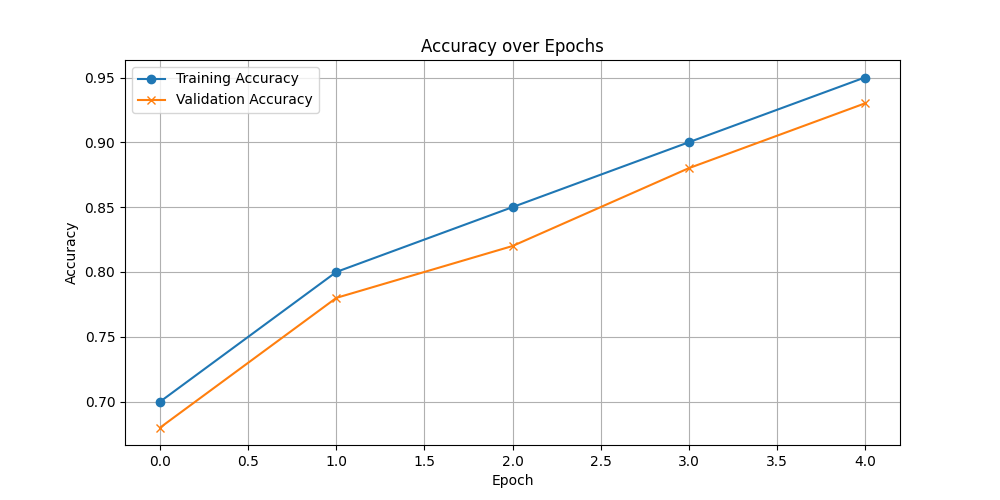 Accuracy over Epochs
Training Accuracy
Validation Accuracy
0.95
0.90
0.85
0.80
0.75
0.70
Accuracy
0.0 0.5 1.0 1.5 2.0 2.5 3.0 3.5 4.0
Epoch